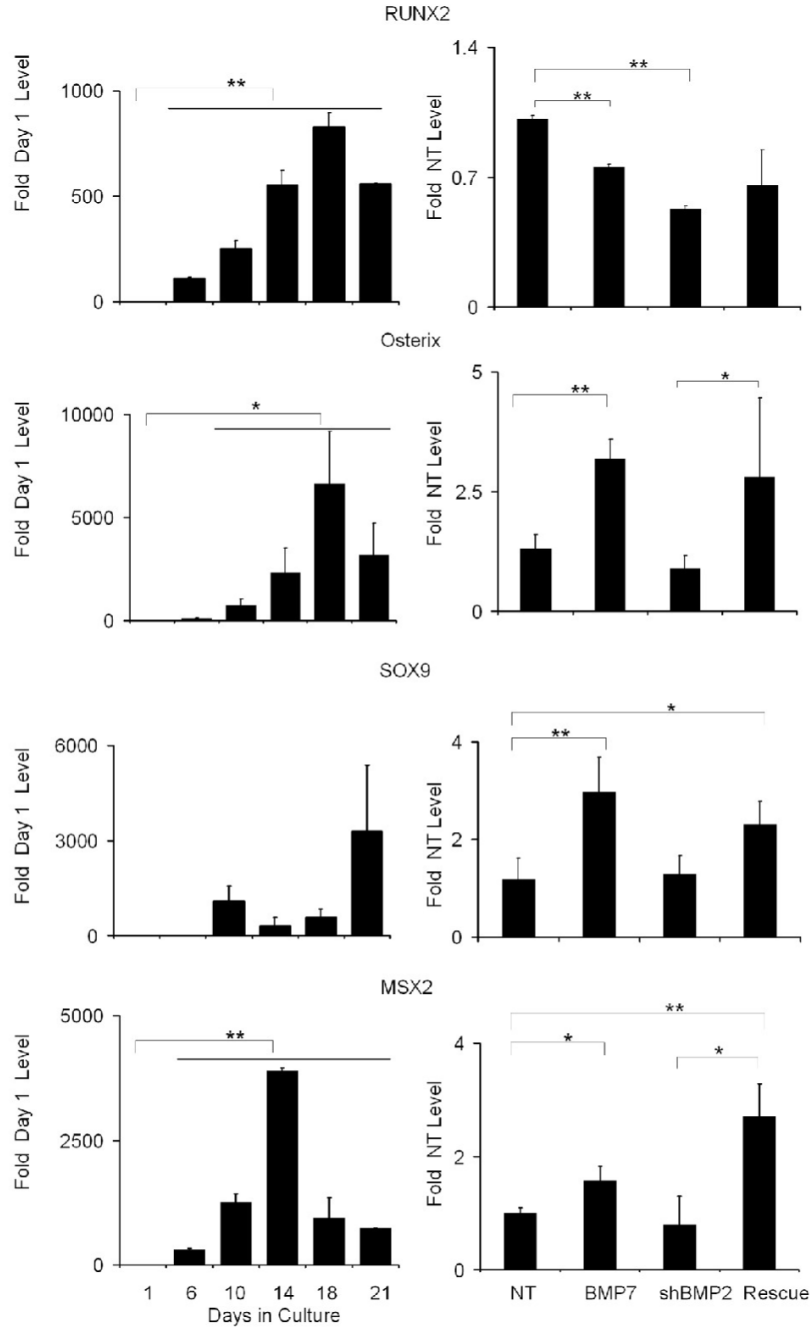 RUNX2
Fold Day 1 Level
1000
500
0
**
Fold NT Level
1.4
0.7
0
**
**
Osterix
Fold Day 1 Level
10000
5000
0
*
Fold NT Level
5
2.5
0
**
*
SOX9
Fold Day 1 Level
6000
3000
0
Fold NT Level
4
2
0
*
**
MSX2
Fold Day 1 Level
5000
2500
0
**
1 6 10 14 18 21
Days in Culture
Fold NT Level
4
2
0
**
*
*
NT BMP7 shBMP2 Rescue